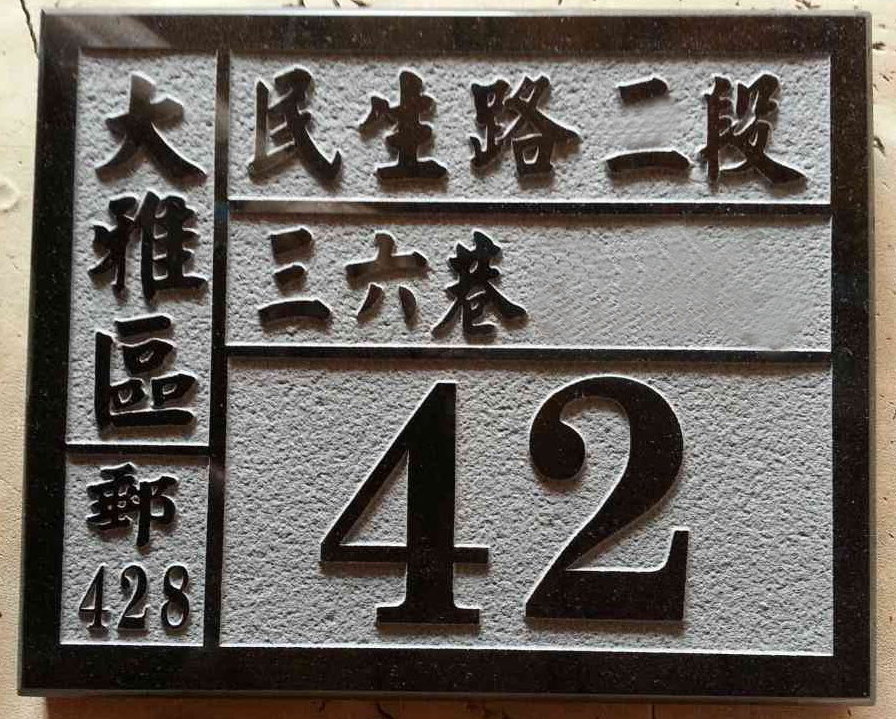 大雅區
郵
428
民生路二段
三六巷
42